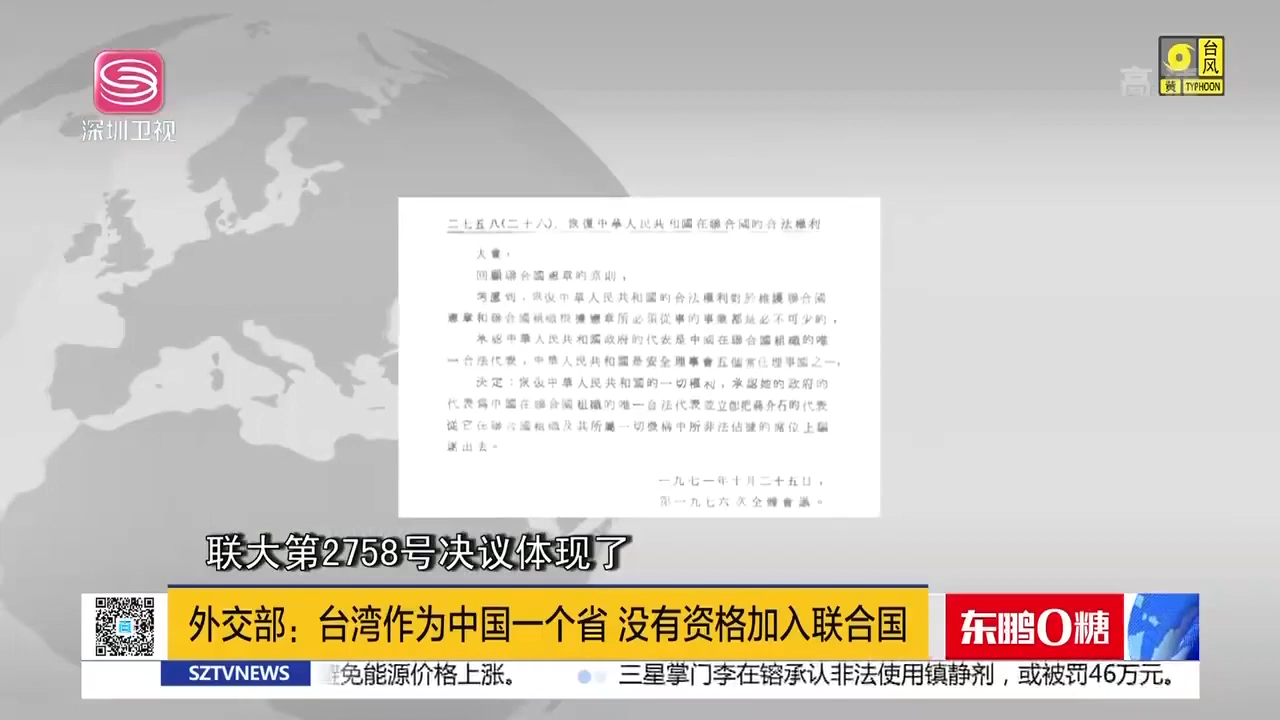 深圳卫视
高
台风
黄 TYPHOON
二七五八(二十六). 恢復中華人民共和國在聯合國的合法權利
大會,
回顧聯合國憲章的原則,
考慮到,恢復中華人民共和國的合法權利對於維護聯合國
憲章和聯合國組織根據憲章所必須從事的事業都是必不可少的,
承認中華人民共和國政府的代表是中國在聯合國組織的唯
一合法代表,中華人民共和國是安全理事會五個常任理事國之一,
決定:恢復中華人民共和國的一切權利,承認她的政府的
代表爲中國在聯合國組織的唯一合法代表並立即把蔣介石的代表
從它在聯合國組織及其所屬一切機構中所非法佔據的席位上驅
逐出去。
一九七一年十月二十五日,
第一九七六次全體會議。
联大第2758号决议体现了
外交部：台湾作为中国一个省 没有资格加入联合国
东鹏0糖
SZTVNEWS 避免能源价格上涨。 三星掌门李在镕承认非法使用镇静剂，或被罚46万元。